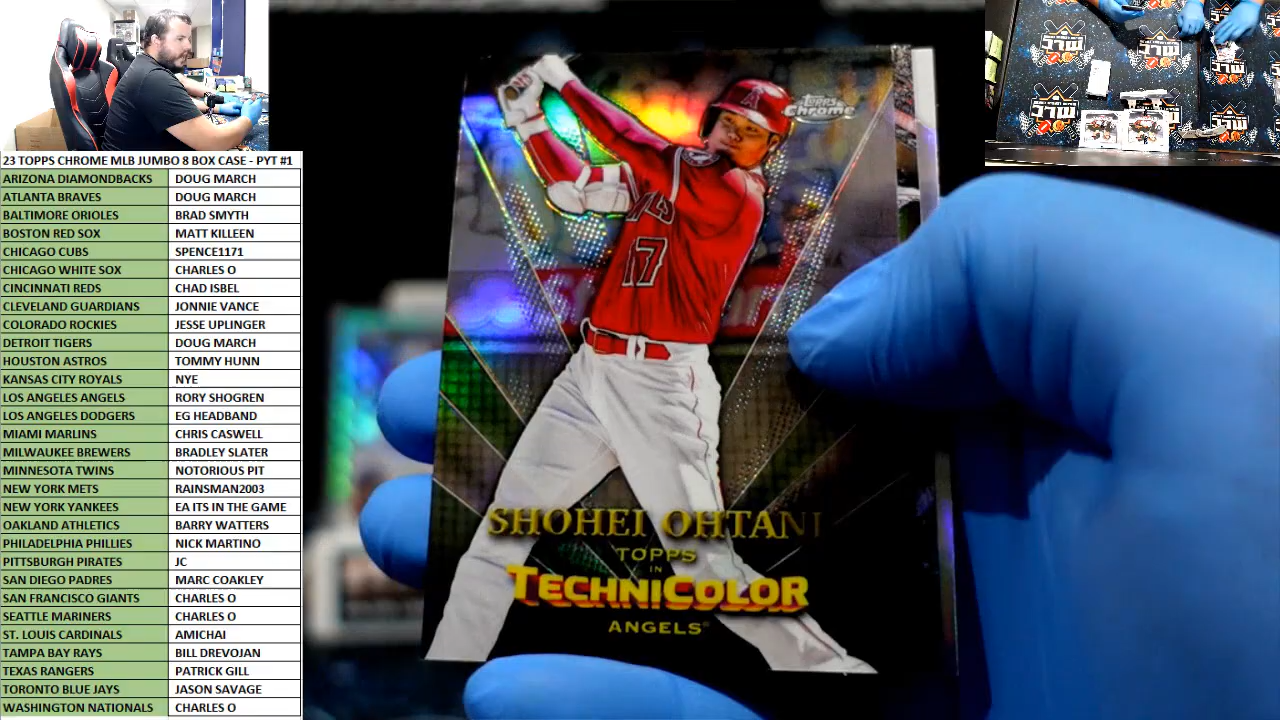 23 TOPPS CHROME MLB JUMBO 8 BOX CASE - PYT #1
ARIZONA DIAMONDBACKS DOUG MARCH
ATLANTA BRAVES DOUG MARCH
BALTIMORE ORIOLES BRAD SMYTH
BOSTON RED SOX MATT KILLEEN
CHICAGO CUBS SPENCE1171
CHICAGO WHITE SOX CHARLES O
CINCINNATI REDS CHAD ISBEL
CLEVELAND GUARDIANS JONNIE VANCE
COLORADO ROCKIES JESSE UPLINGER
DETROIT TIGERS DOUG MARCH
HOUSTON ASTROS TOMMY HUNN
KANSAS CITY ROYALS NYE
LOS ANGELES ANGELS RORY SHOGREN
LOS ANGELES DODGERS EG HEADBAND
MIAMI MARLINS CHRIS CASWELL
MILWAUKEE BREWERS BRADLEY SLATER
MINNESOTA TWINS NOTORIOUS PIT
NEW YORK METS RAINSMAN2003
NEW YORK YANKEES EA ITS IN THE GAME
OAKLAND ATHLETICS BARRY WATTERS
PHILADELPHIA PHILLIES NICK MARTINO
PITTSBURGH PIRATES JC
SAN DIEGO PADRES MARC COAKLEY
SAN FRANCISCO GIANTS CHARLES O
SEATTLE MARINERS CHARLES O
ST. LOUIS CARDINALS AMICHAI
TAMPA BAY RAYS BILL DREVOJAN
TEXAS RANGERS PATRICK GILL
TORONTO BLUE JAYS JASON SAVAGE
WASHINGTON NATIONALS CHARLES O
TOPPS
Chrome
A
17
SHOHEI OHTANI
TOPPS
IN
TECHNICOLOR
ANGELS®